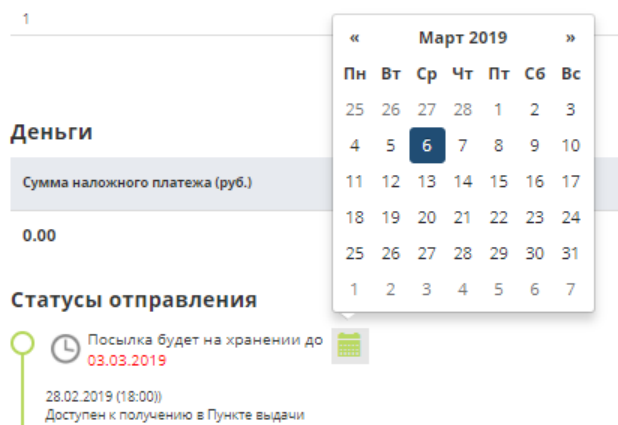 1
« Март 2019 »
Пн Вт Ср Чт Пт Сб Вс
25 26 27 28 1 2 3
4 5 6 7 8 9 10
11 12 13 14 15 16 17
18 19 20 21 22 23 24
25 26 27 28 29 30 31
1 2 3 4 5 6 7
Деньги
Сумма наложного платежа (руб.)
0.00
Статусы отправления
Посылка будет на хранении до
03.03.2019
28.02.2019 (18:00))
Доступен к получению в Пункте выдачи